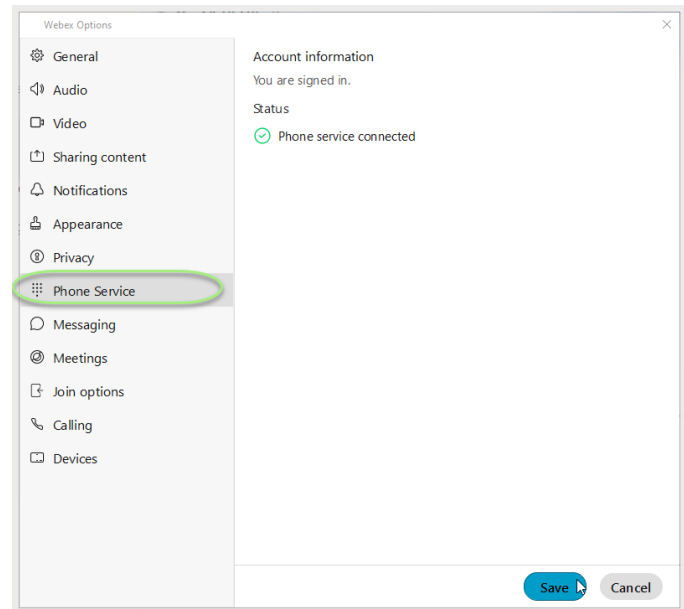 Webex Options
General
Audio
Video
Sharing content
Notifications
Appearance
Privacy
Phone Service
Messaging
Meetings
Join options
Calling
Devices
Account information
You are signed in.
Status
Phone service connected
Save
Cancel